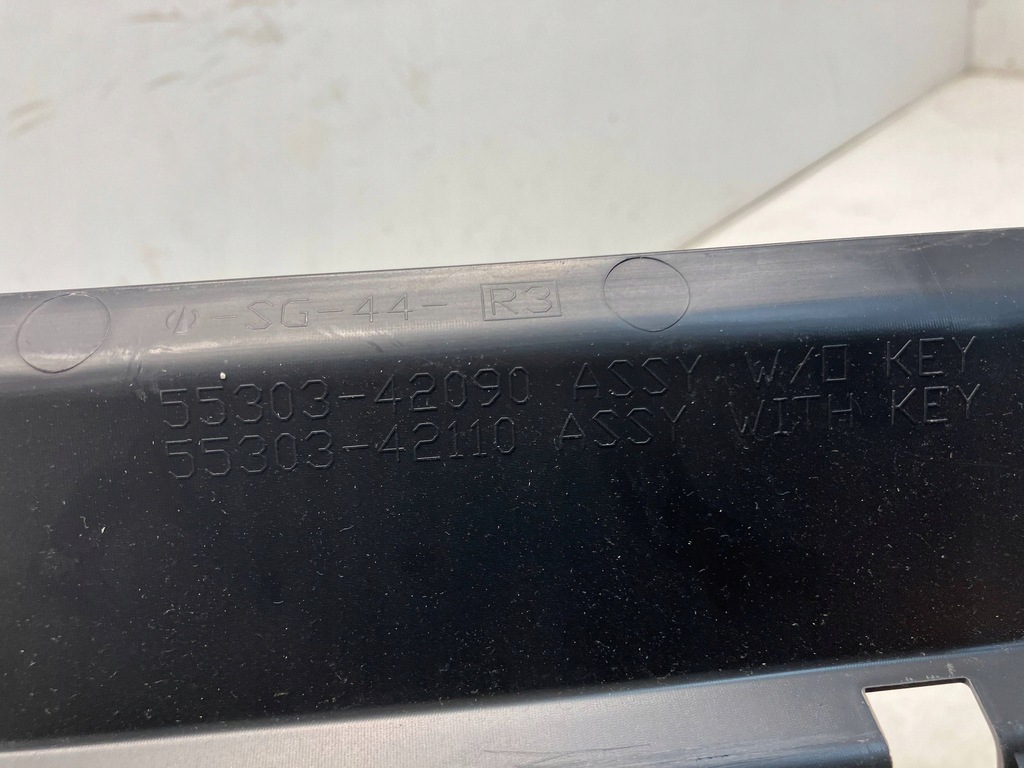 -SG-44- R3
55303-42090 ASSY W/O KEY
55303-42110 ASSY WITH KEY